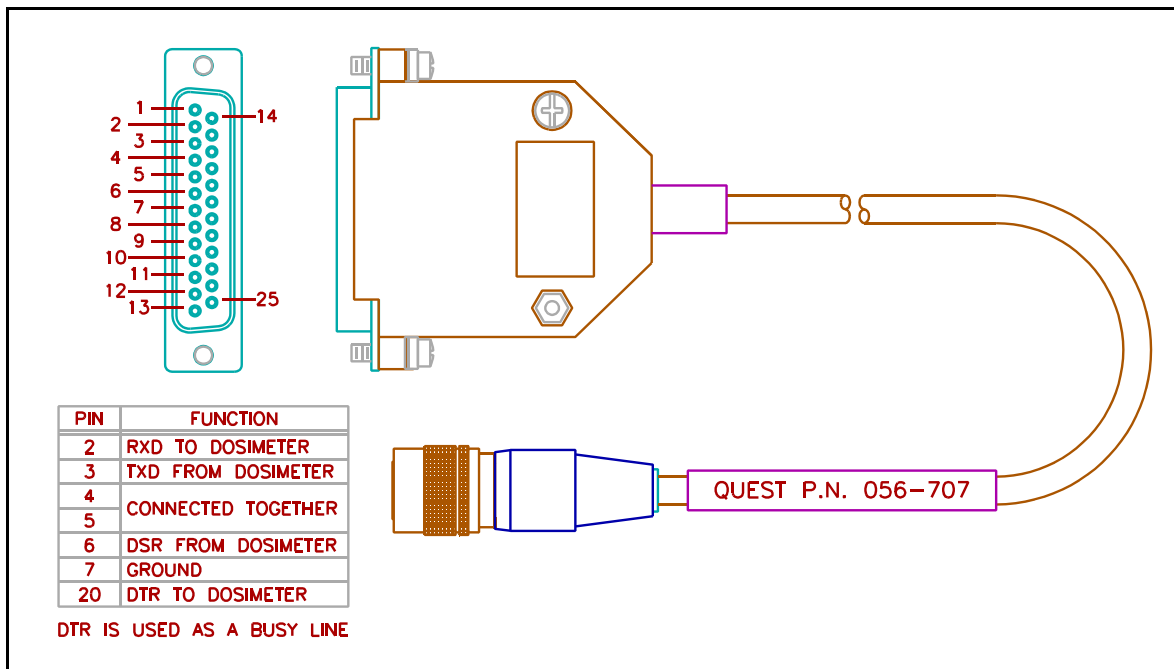 1
14
2
3
4
5
6
7
8
9
10
11
12
25
13
PIN FUNCTION
2 RXD TO DOSIMETER
3 TXD FROM DOSIMETER
4
CONNECTED TOGETHER
5
6 DSR FROM DOSIMETER
7 GROUND
20 DTR TO DOSIMETER
DTR IS USED AS A BUSY LINE
QUEST P.N. 056-707